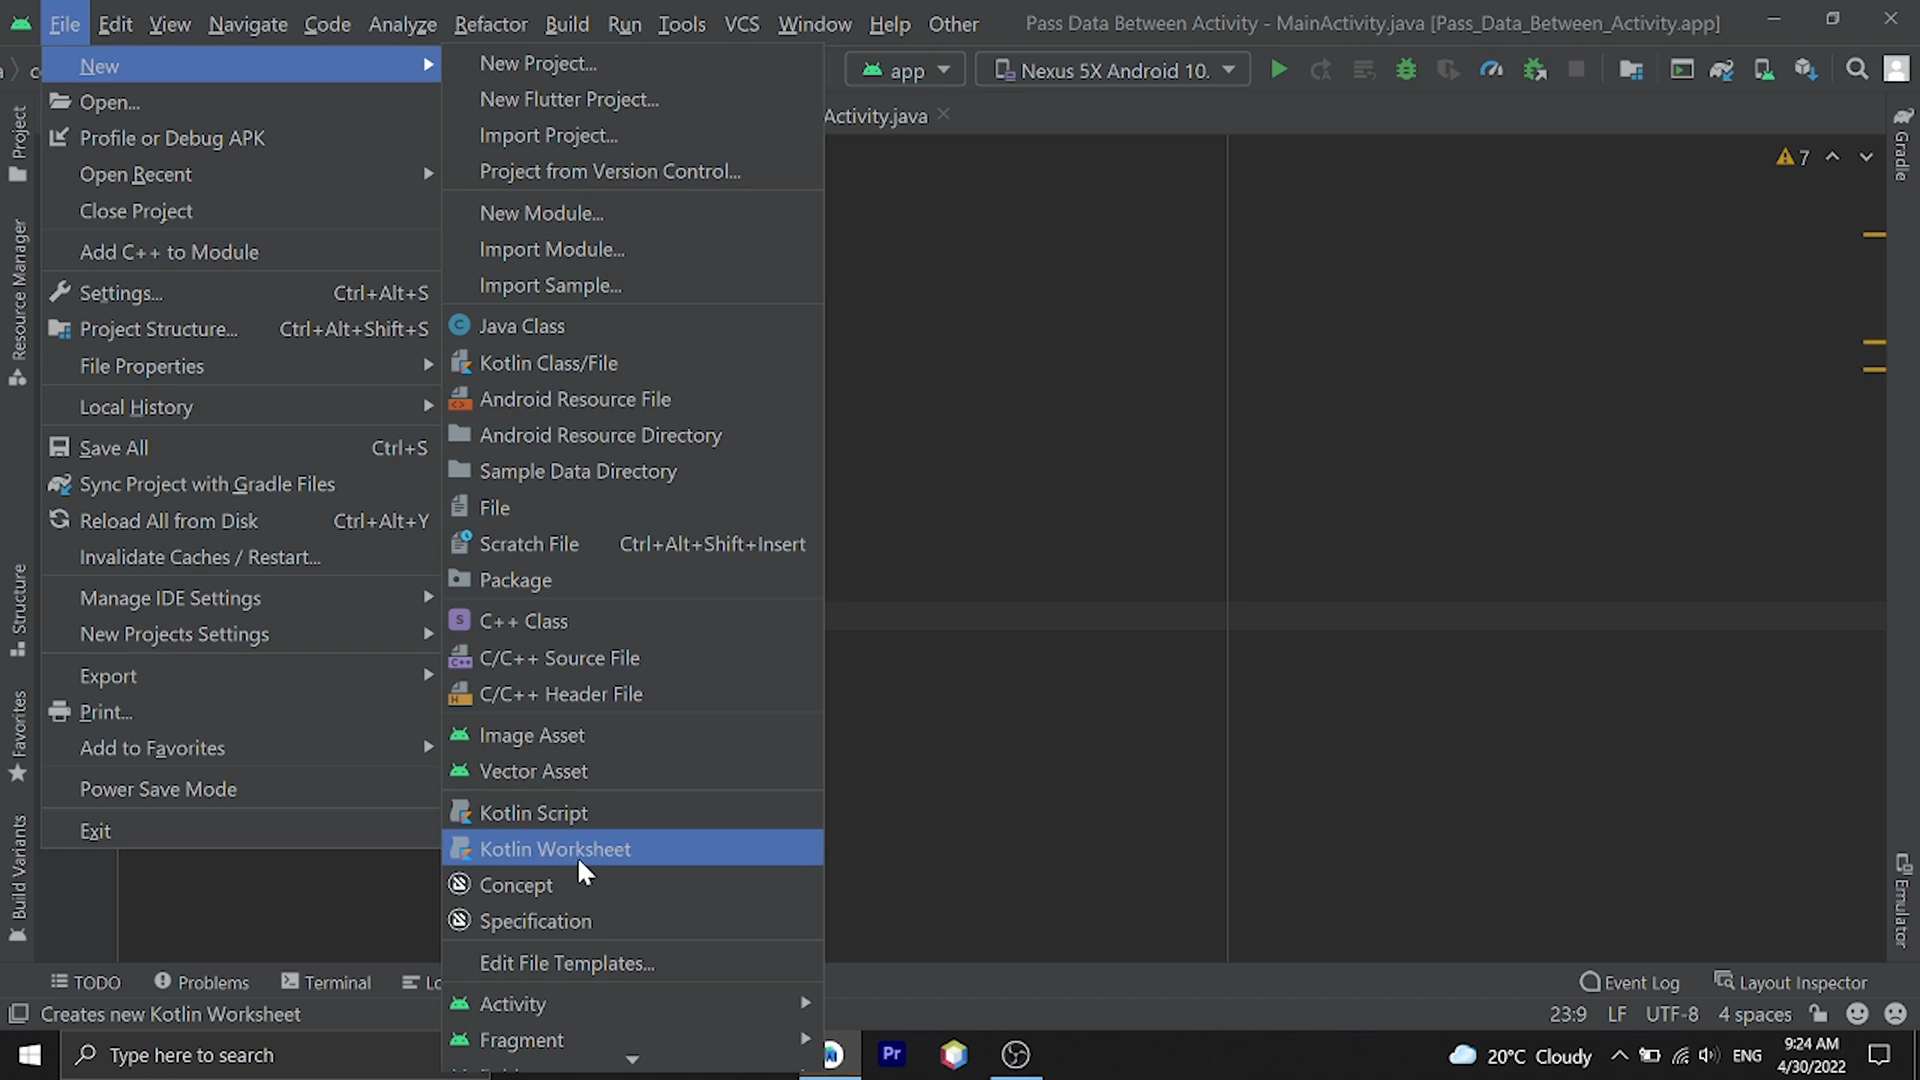 File Edit View Navigate Code Analyze Refactor Build Run Tools VCS Window Help Other Pass Data Between Activity - MainActivity.java [Pass_Data_Between_Activity.app]
app Nexus 5X Android 10.
Activity.java
7
New
Open...
Profile or Debug APK
Open Recent
Close Project
Add C++ to Module
Settings... Ctrl+Alt+S
Project Structure... Ctrl+Alt+Shift+S
File Properties
Local History
Save All Ctrl+S
Sync Project with Gradle Files
Reload All from Disk Ctrl+Alt+Y
Invalidate Caches / Restart...
Manage IDE Settings
New Projects Settings
Export
Print...
Add to Favorites
Power Save Mode
Exit
New Project...
New Flutter Project...
Import Project...
Project from Version Control...
New Module...
Import Module...
Import Sample...
Java Class
Kotlin Class/File
Android Resource File
Android Resource Directory
Sample Data Directory
File
Scratch File Ctrl+Alt+Shift+Insert
Package
C++ Class
C/C++ Source File
C/C++ Header File
Image Asset
Vector Asset
Kotlin Script
Kotlin Worksheet
Concept
Specification
Edit File Templates...
Activity
Fragment
Project
Resource Manager
Structure
Favorites
Build Variants
Gradle
Emulator
TODO Problems Terminal Event Log Layout Inspector
Creates new Kotlin Worksheet 23:9 LF UTF-8 4 spaces
Type here to search Pr 20°C Cloudy ENG 9:24 AM
4/30/2022